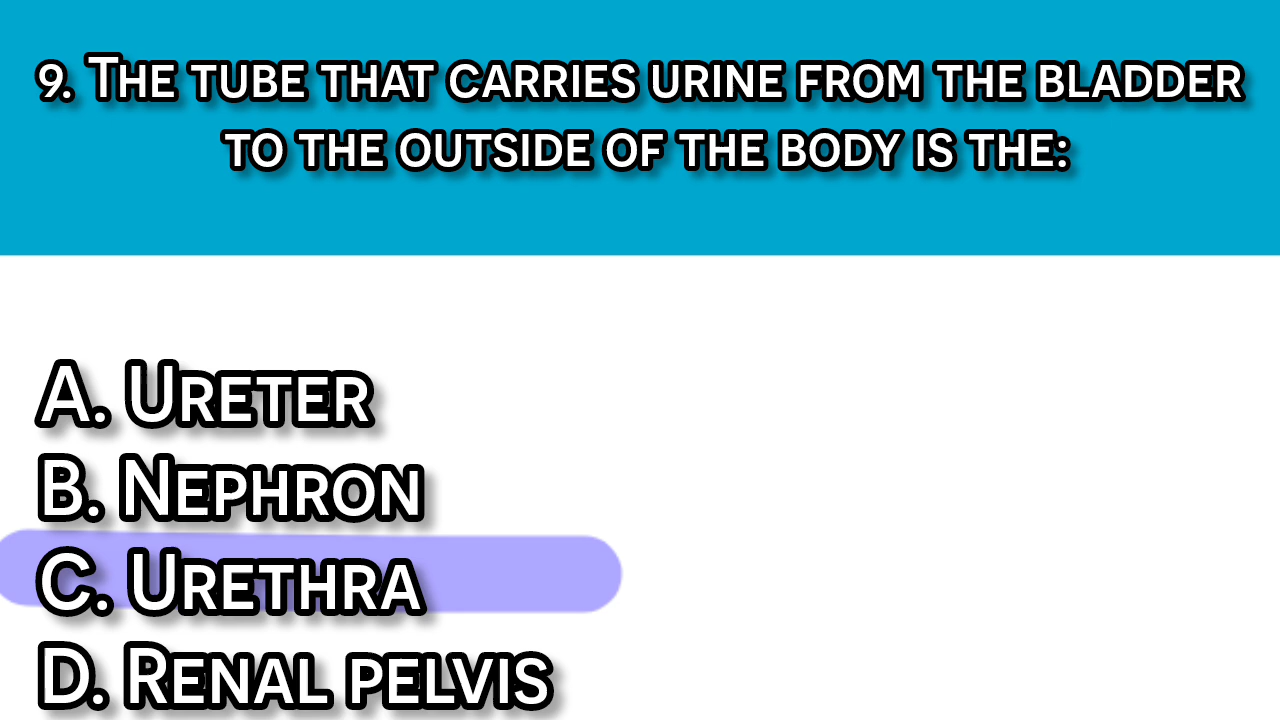 9. The tube that carries urine from the bladder
to the outside of the body is the:
A. Ureter
B. Nephron
C. Urethra
D. Renal pelvis